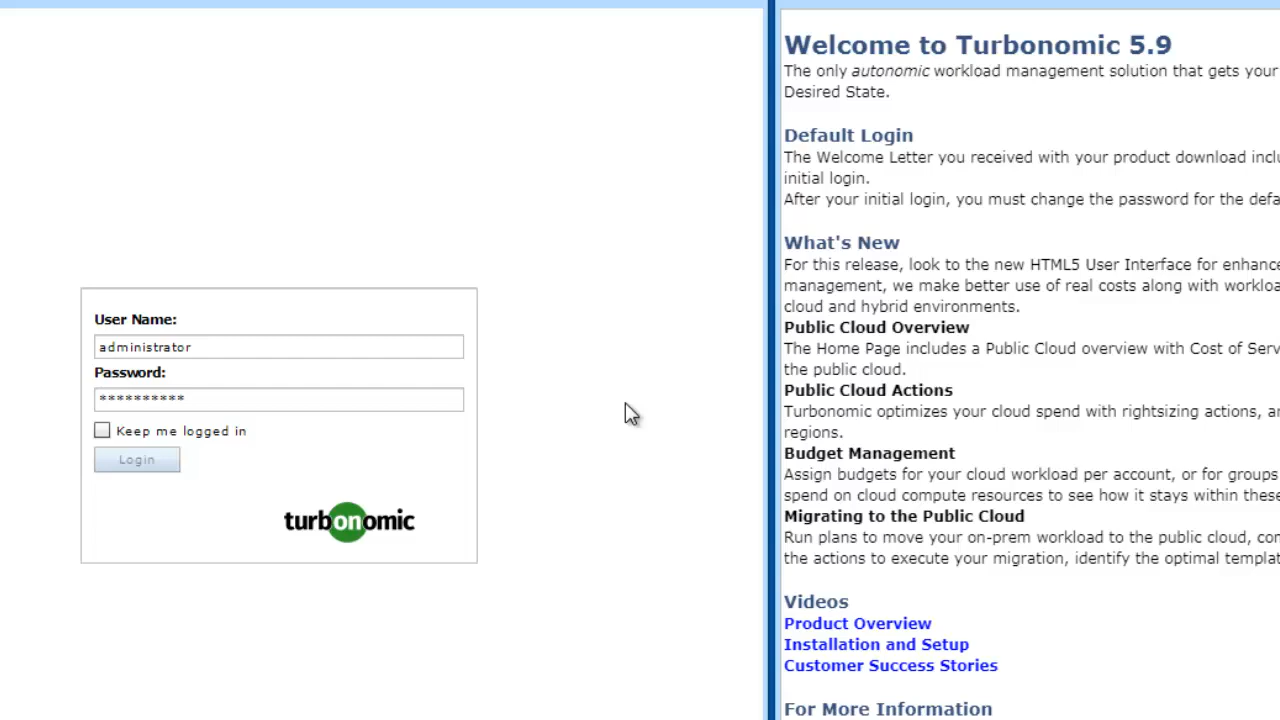 User Name:
administrator
Password:
**********
Keep me logged in
Login
turbonomic
Welcome to Turbonomic 5.9
The only autonomic workload management solution that gets your
Desired State.
Default Login
The Welcome Letter you received with your product download
initial login.
After your initial login, you must change the password for the
What's New
For this release, look to the new HTML5 User Interface for
management, we make better use of real costs along with
cloud and hybrid environments.
Public Cloud Overview
The Home Page includes a Public Cloud overview with Cost of
the public cloud.
Public Cloud Actions
Turbonomic optimizes your cloud spend with rightsizing actions,
regions.
Budget Management
Assign budgets for your cloud workload per account, or for groups
spend on cloud compute resources to see how it stays within these
Migrating to the Public Cloud
Run plans to move your on-prem workload to the public cloud,
the actions to execute your migration, identify the optimal
Videos
Product Overview
Installation and Setup
Customer Success Stories
For More Information